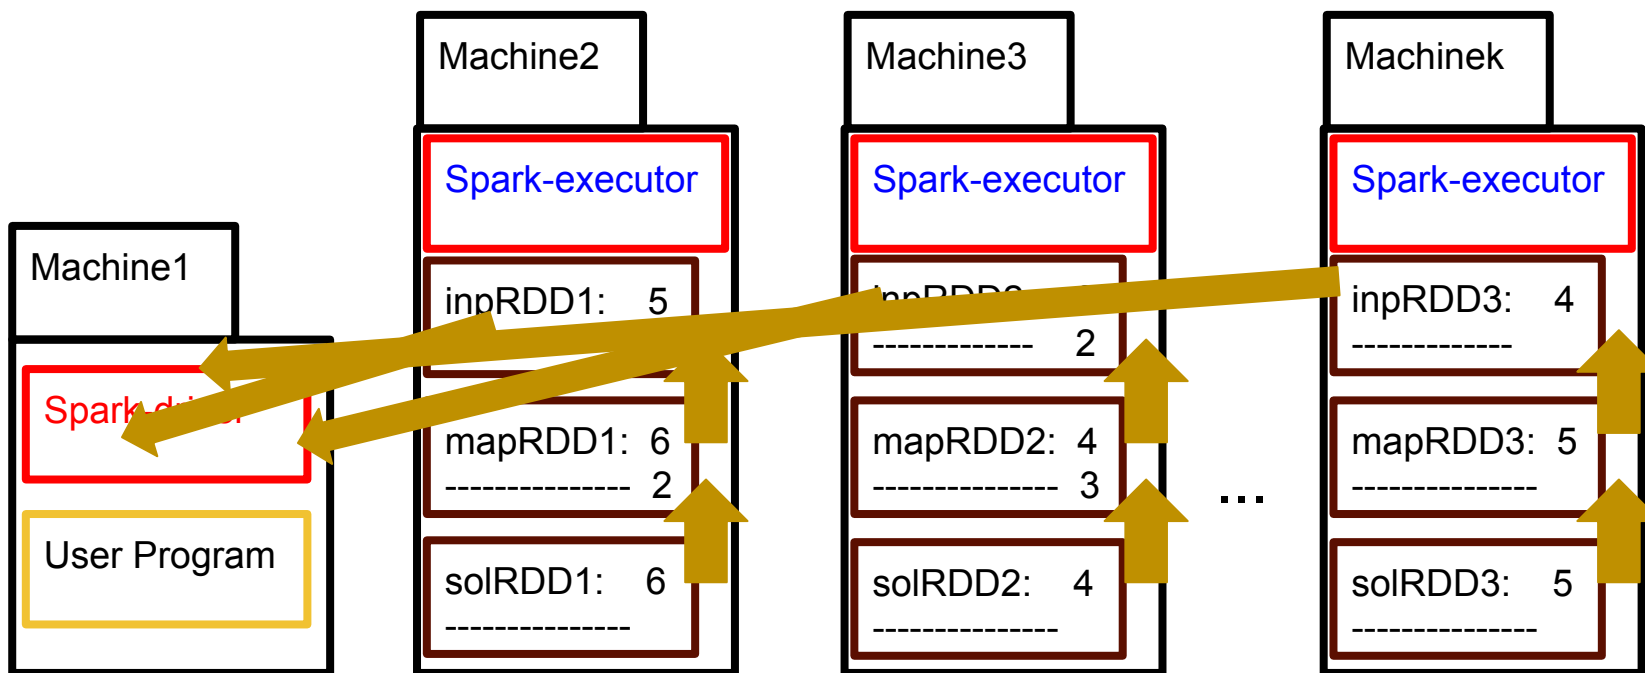 Machine1
Spark-driver
User Program
Machine2
Spark-executor
inpRDD1: 5
mapRDD1: 6
--------------- 2
solRDD1: 6
---------------
Machine3
Spark-executor
------------- 2
mapRDD2: 4
--------------- 3
solRDD2: 4
---------------
...
Machinek
Spark-executor
inpRDD3: 4
-------------
mapRDD3: 5
---------------
solRDD3: 5
---------------